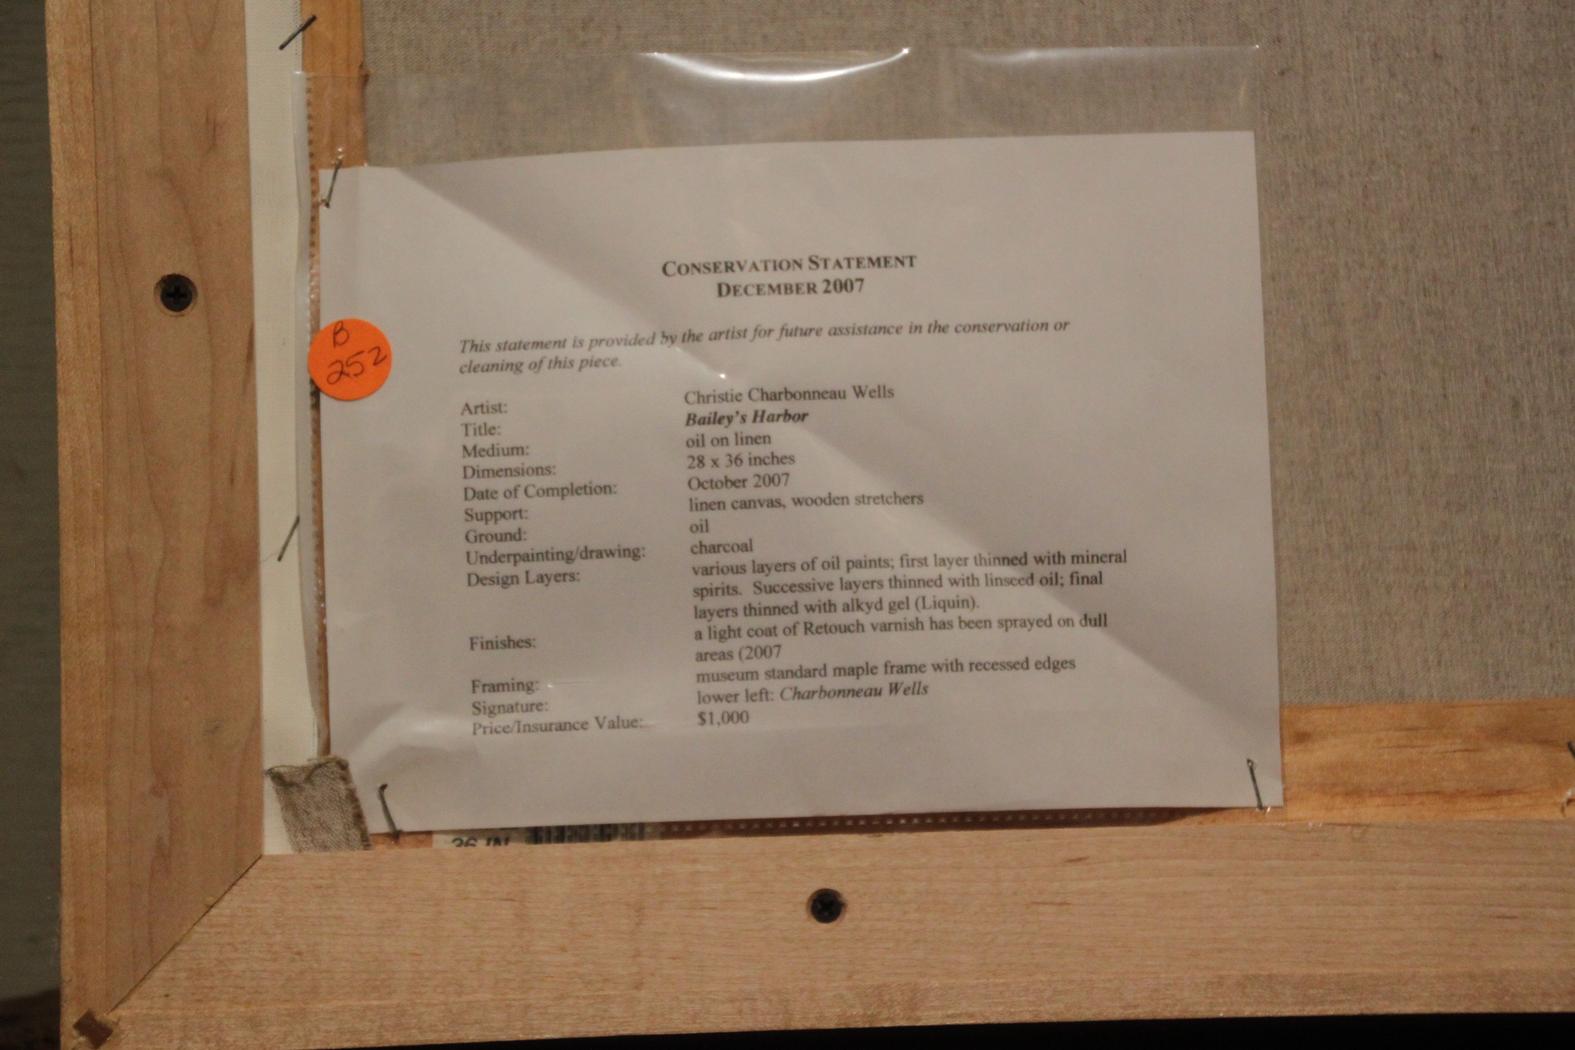 CONSERVATION STATEMENT
DECEMBER 2007
This statement is provided by the artist for future assistance in the conservation or
cleaning of this piece.
B
252
Artist: Christie Charbonneau Wells
Title: Bailey's Harbor
Medium: oil on linen
Dimensions: 28 x 36 inches
Date of Completion: October 2007
Support: linen canvas, wooden stretchers
Ground: oil
Underpainting/drawing: charcoal
Design Layers: various layers of oil paints; first layer thinned with mineral
spirits. Successive layers thinned with linseed oil; final
layers thinned with alkyd gel (Liquin).
Finishes: a light coat of Retouch varnish has been sprayed on dull
areas (2007
Framing: museum standard maple frame with recessed edges
Signature: lower left: Charbonneau Wells
Price/Insurance Value: $1,000
36 IN